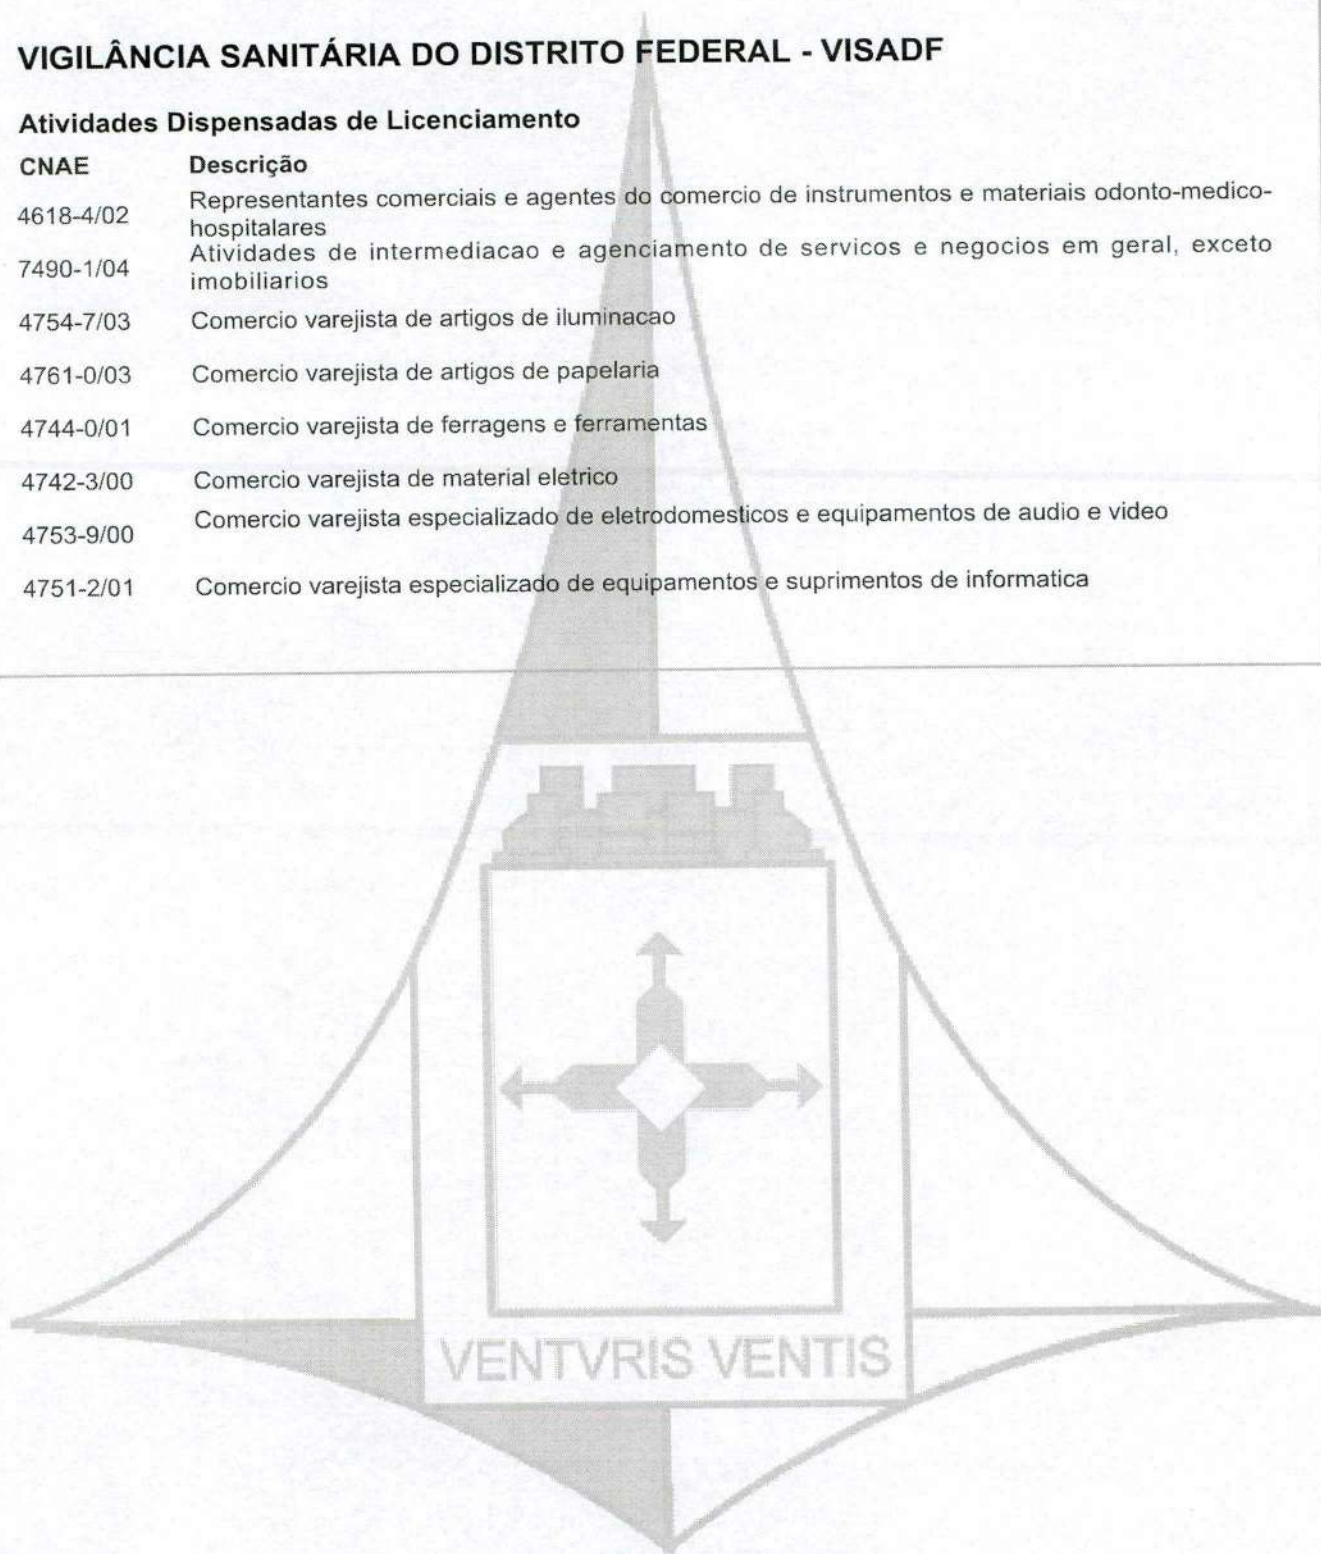 VIGILÂNCIA SANITÁRIA DO DISTRITO FEDERAL - VISADF
Atividades Dispensadas de Licenciamento
CNAE Descrição
4618-4/02 Representantes comerciais e agentes do comercio de instrumentos e materiais odonto-medico-
hospitalares
7490-1/04 Atividades de intermediacao e agenciamento de servicos e negocios em geral, exceto
imobiliarios
4754-7/03 Comercio varejista de artigos de iluminacao
4761-0/03 Comercio varejista de artigos de papelaria
4744-0/01 Comercio varejista de ferragens e ferramentas
4742-3/00 Comercio varejista de material eletrico
4753-9/00 Comercio varejista especializado de eletrodomesticos e equipamentos de audio e video
4751-2/01 Comercio varejista especializado de equipamentos e suprimentos de informatica
VENTVRIS VENTIS